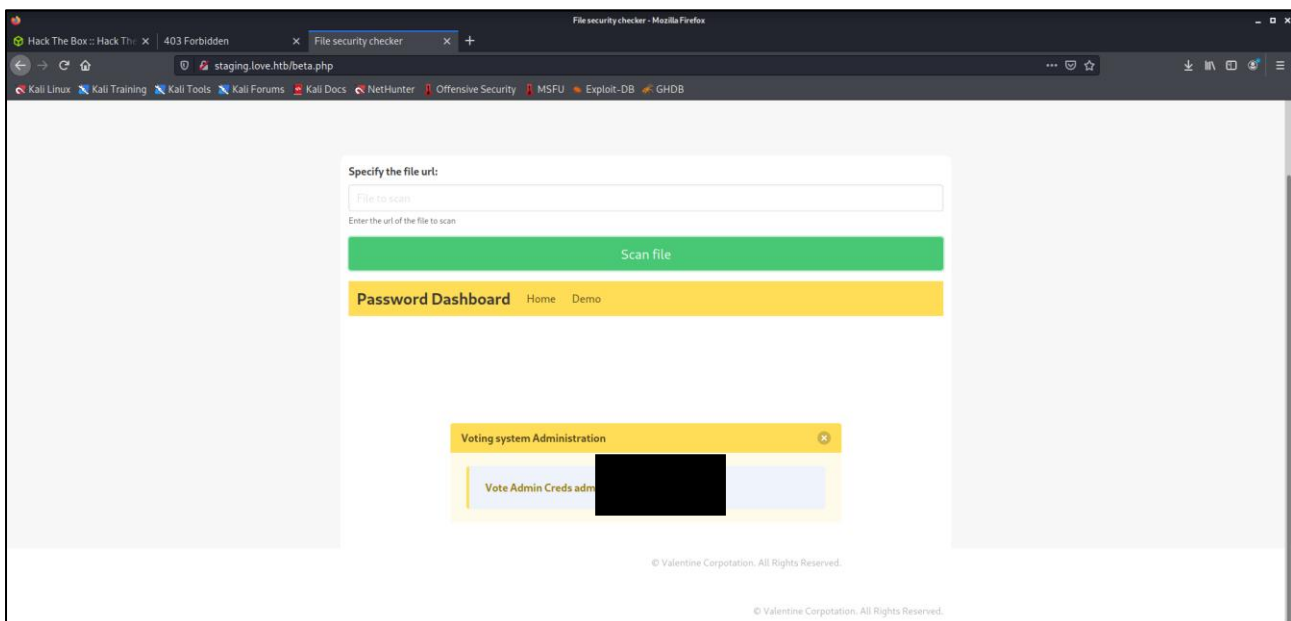 File security checker - Mozilla Firefox
Hack The Box :: Hack The
403 Forbidden
File security checker
staging.love.htb/beta.php
Kali Linux Kali Training Kali Tools Kali Forums Kali Docs NetHunter Offensive Security MSFU Exploit-DB GHDB
Specify the file url:
File to scan
Enter the url of the file to scan
Scan file
Password Dashboard Home Demo
Voting system Administration
Vote Admin Creds adm
© Valentine Corpotation. All Rights Reserved.
© Valentine Corpotation. All Rights Reserved.